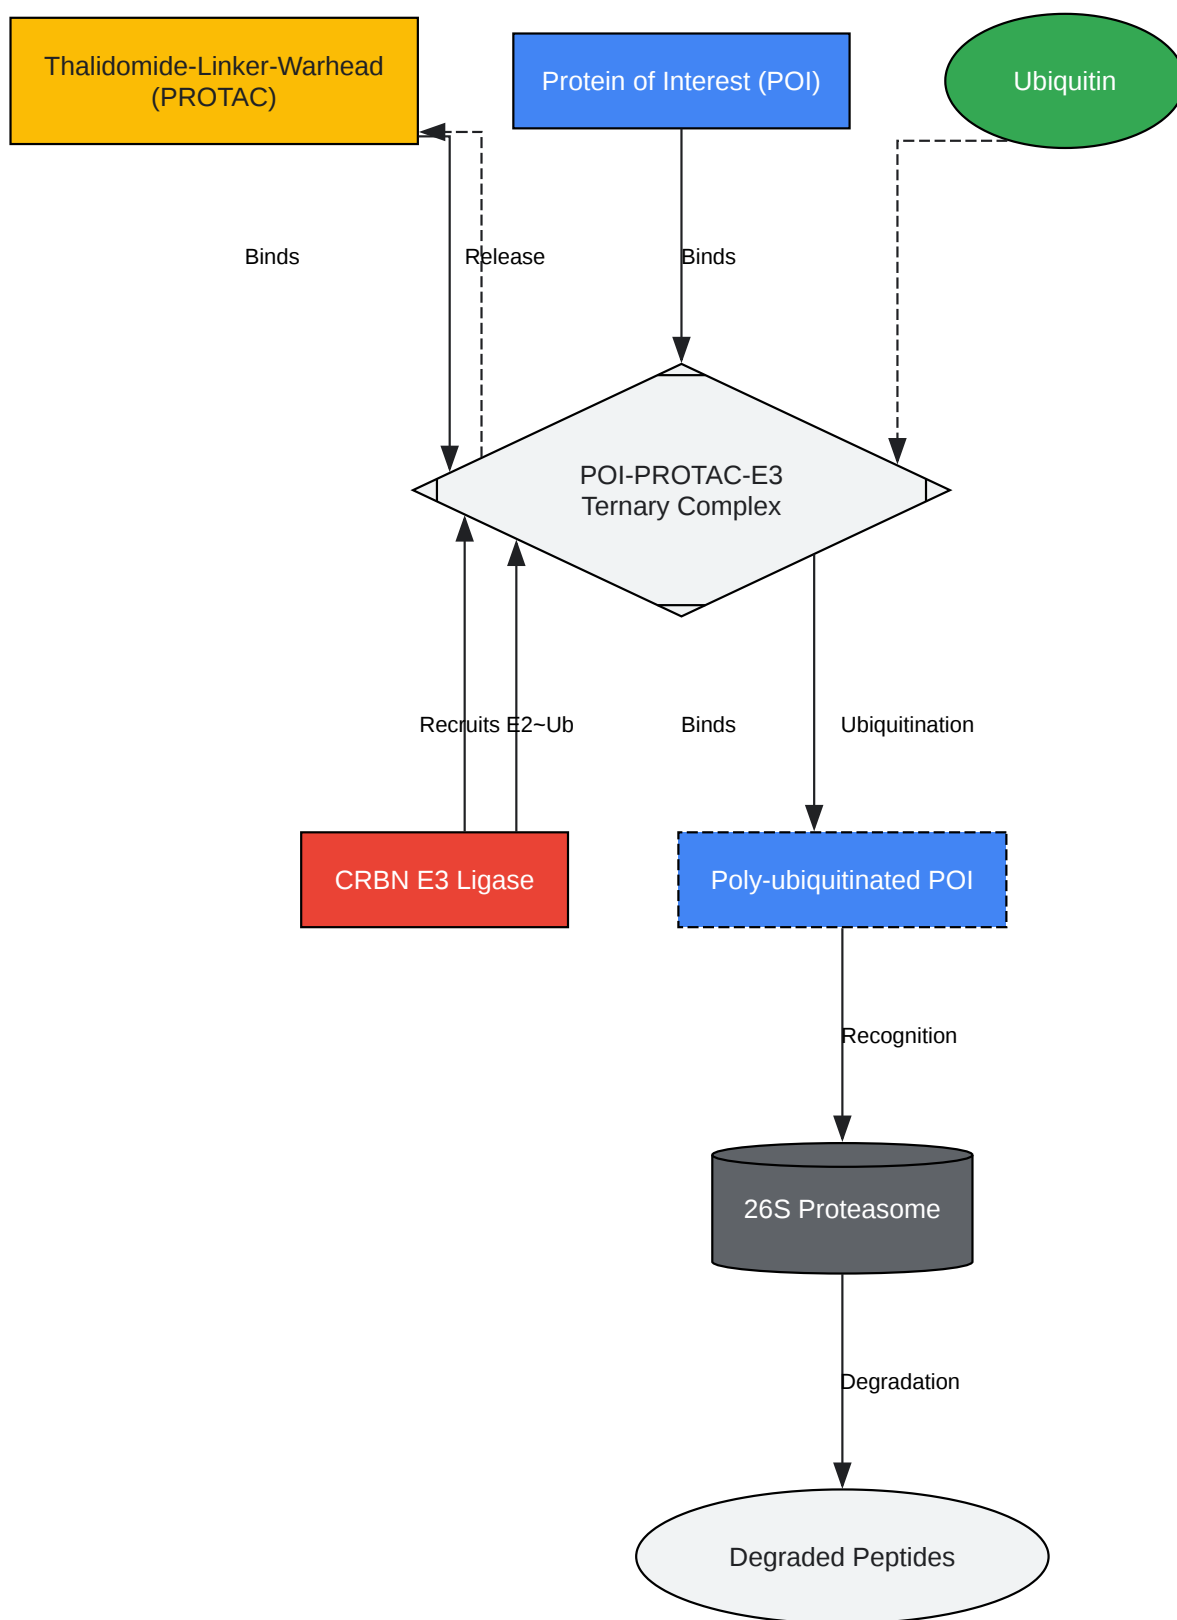 Thalidomide-Linker-Warhead
(PROTAC)
Protein of Interest (POI)
Ubiquitin
Binds
Release
Binds
POI-PROTAC-E3
Ternary Complex
Recruits E2~Ub
Binds
Ubiquitination
CRBN E3 Ligase
Poly-ubiquitinated POI
Recognition
26S Proteasome
Degradation
Degraded Peptides